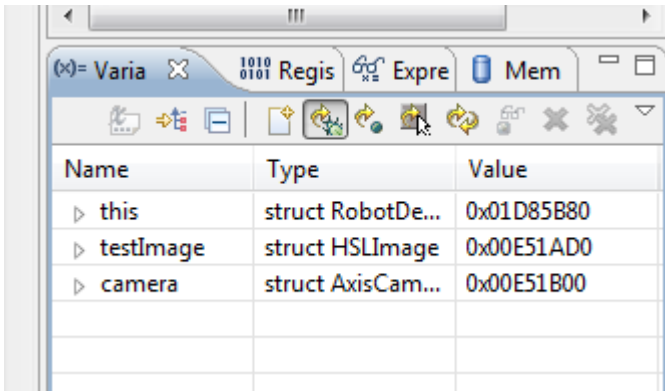 (x)= Varia 1010 0101 Regis x+y= Expre Mem
Name Type Value
this struct RobotDe... 0x01D85B80
testImage struct HSLImage 0x00E51AD0
camera struct AxisCam... 0x00E51B00